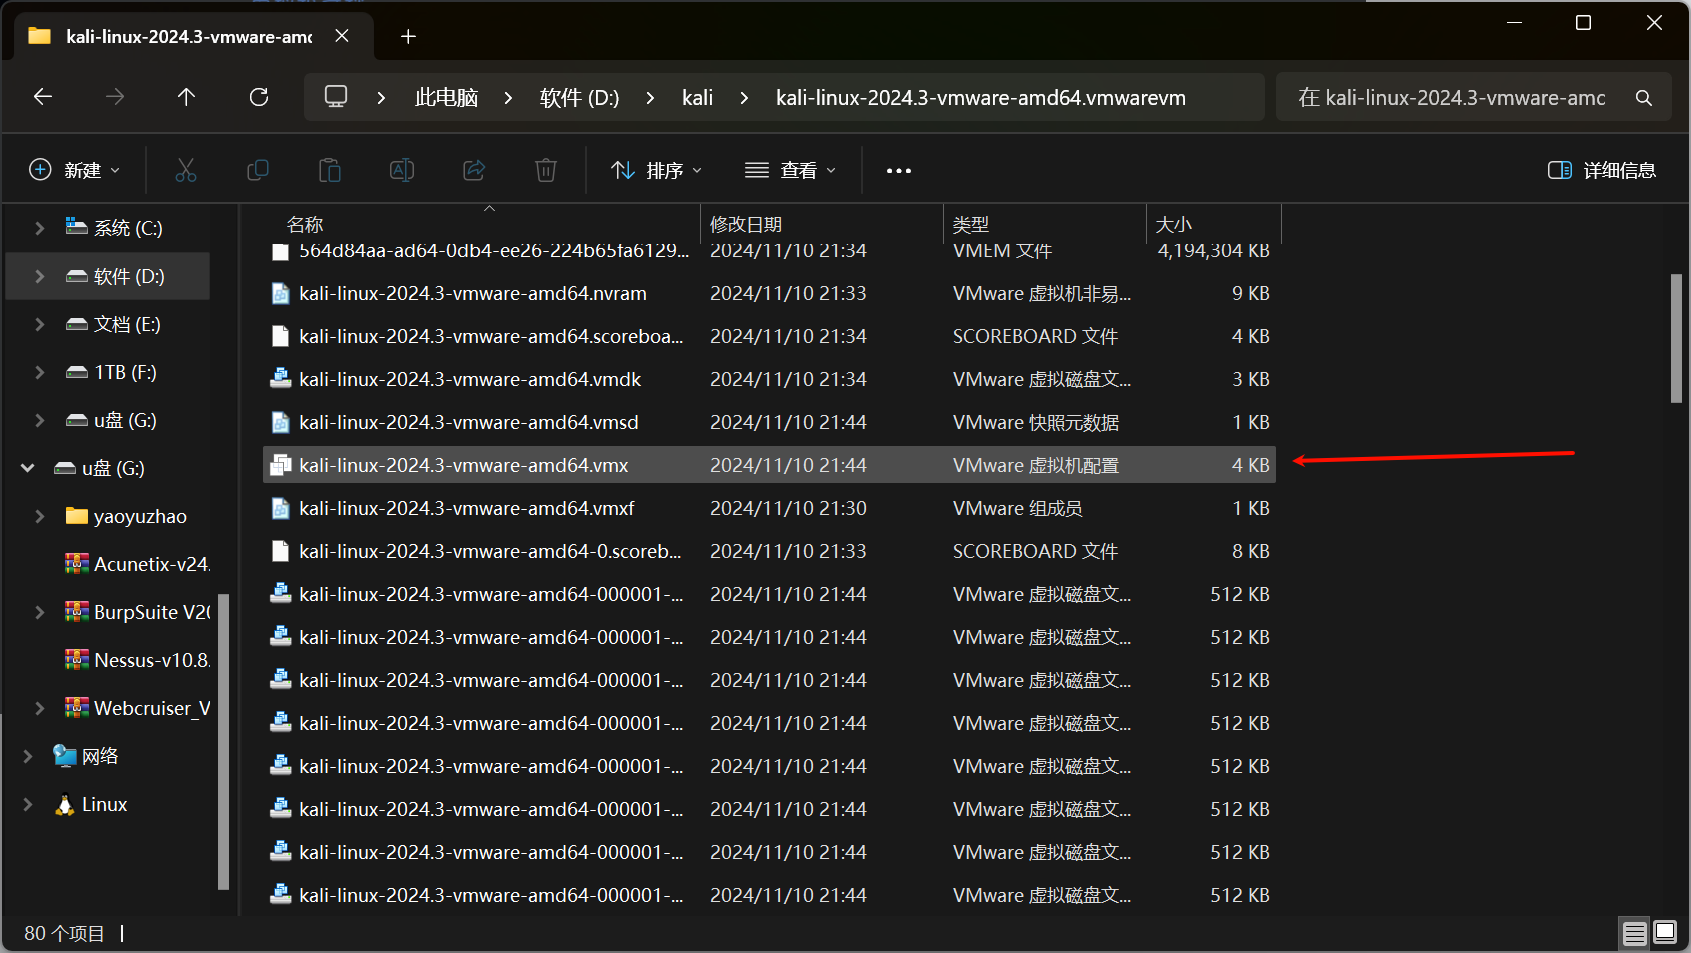 kali-linux-2024.3-vmware-amd
此电脑 软件 (D:) kali kali-linux-2024.3-vmware-amd64.vmwarevm
在 kali-linux-2024.3-vmware-amc
新建 排序 查看 详细信息
系统 (C:)
软件 (D:)
文档 (E:)
1TB (F:)
u盘 (G:)
u盘 (G:)
yaoyuzhao
Acunetix-v24.
BurpSuite V20
Nessus-v10.8.
Webcruiser_V
网络
Linux
名称 修改日期 类型 大小
564d84aa-ad64-0db4-ee26-224b65fa6129... 2024/11/10 21:34 VMEM 文件 4,194,304 KB
kali-linux-2024.3-vmware-amd64.nvram 2024/11/10 21:33 VMware 虚拟机非易... 9 KB
kali-linux-2024.3-vmware-amd64.scoreboa... 2024/11/10 21:34 SCOREBOARD 文件 4 KB
kali-linux-2024.3-vmware-amd64.vmdk 2024/11/10 21:34 VMware 虚拟磁盘文... 3 KB
kali-linux-2024.3-vmware-amd64.vmsd 2024/11/10 21:44 VMware 快照元数据 1 KB
kali-linux-2024.3-vmware-amd64.vmx 2024/11/10 21:44 VMware 虚拟机配置 4 KB
kali-linux-2024.3-vmware-amd64.vmxf 2024/11/10 21:30 VMware 组成员 1 KB
kali-linux-2024.3-vmware-amd64-0.scoreb... 2024/11/10 21:33 SCOREBOARD 文件 8 KB
kali-linux-2024.3-vmware-amd64-000001-... 2024/11/10 21:44 VMware 虚拟磁盘文... 512 KB
kali-linux-2024.3-vmware-amd64-000001-... 2024/11/10 21:44 VMware 虚拟磁盘文... 512 KB
kali-linux-2024.3-vmware-amd64-000001-... 2024/11/10 21:44 VMware 虚拟磁盘文... 512 KB
kali-linux-2024.3-vmware-amd64-000001-... 2024/11/10 21:44 VMware 虚拟磁盘文... 512 KB
kali-linux-2024.3-vmware-amd64-000001-... 2024/11/10 21:44 VMware 虚拟磁盘文... 512 KB
kali-linux-2024.3-vmware-amd64-000001-... 2024/11/10 21:44 VMware 虚拟磁盘文... 512 KB
kali-linux-2024.3-vmware-amd64-000001-... 2024/11/10 21:44 VMware 虚拟磁盘文... 512 KB
kali-linux-2024.3-vmware-amd64-000001-... 2024/11/10 21:44 VMware 虚拟磁盘文... 512 KB
80 个项目